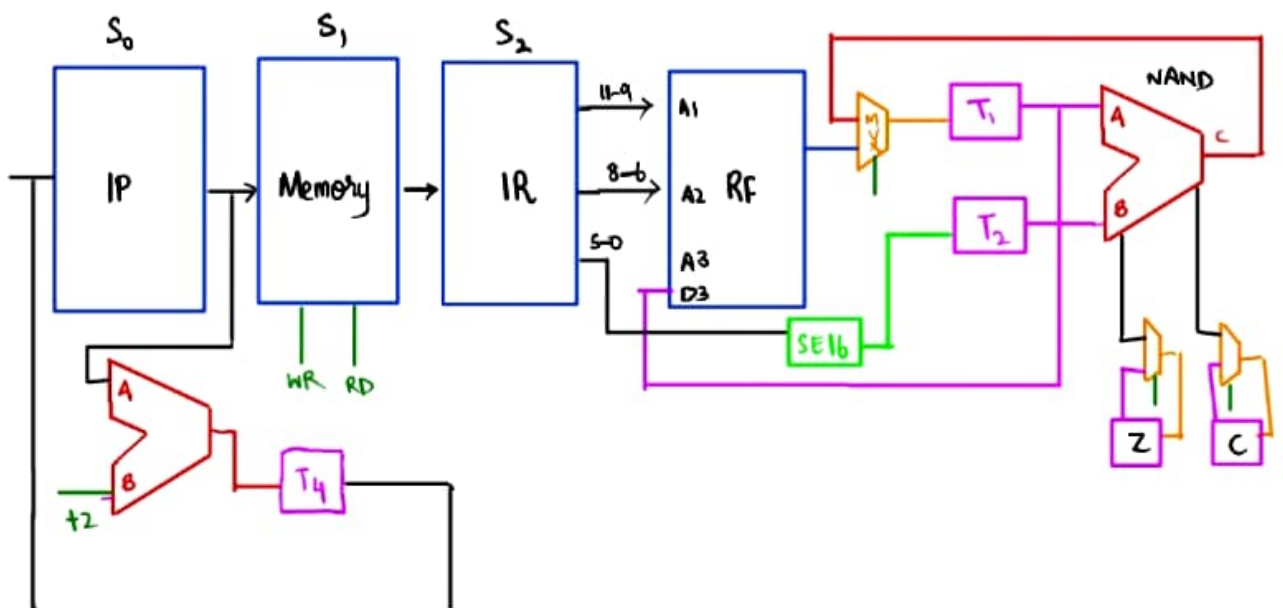 S0
S1
S2
IP
Memory
IR
11-9
8-6
5-0
A1
A2
RF
A3
D3
MUX
T1
T2
NAND
A
B
C
SE16
WR
RD
A
B
+2
T4
Z
C